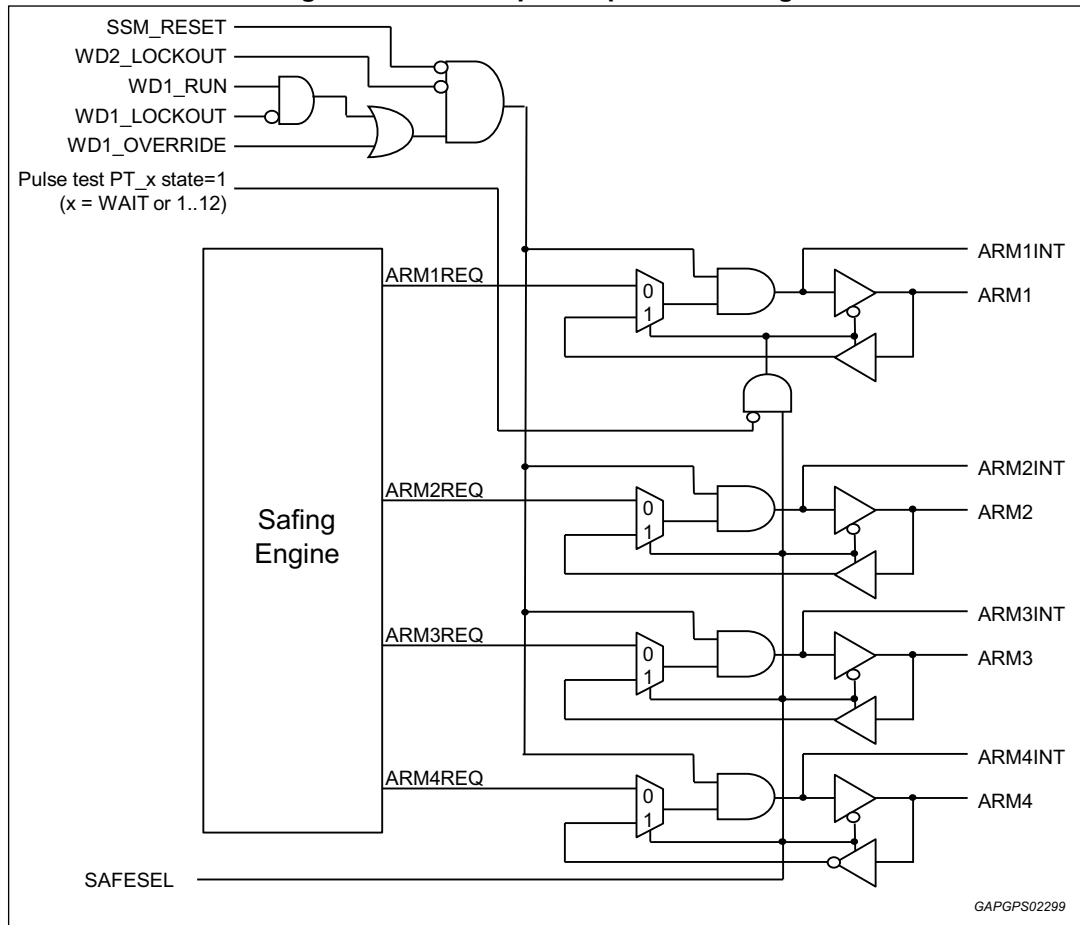 SSM_RESET
WD2_LOCKOUT
WD1_RUN
WD1_LOCKOUT
WD1_OVERRIDE
Pulse test PT_x state=1
(x = WAIT or 1..12)
ARM1REQ
0
1
ARM1INT
ARM1
Safing
Engine
ARM2REQ
0
1
ARM2INT
ARM2
ARM3REQ
0
1
ARM3INT
ARM3
ARM4REQ
0
1
ARM4INT
ARM4
SAFESEL
GAPGPS02299